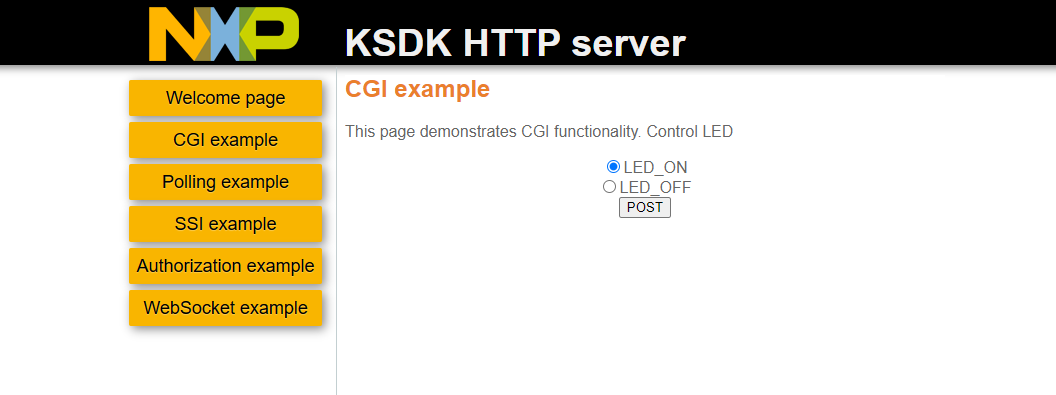 NXP
KSDK HTTP server
Welcome page
CGI example
Polling example
SSI example
Authorization example
WebSocket example
CGI example
This page demonstrates CGI functionality. Control LED
LED_ON
LED_OFF
POST